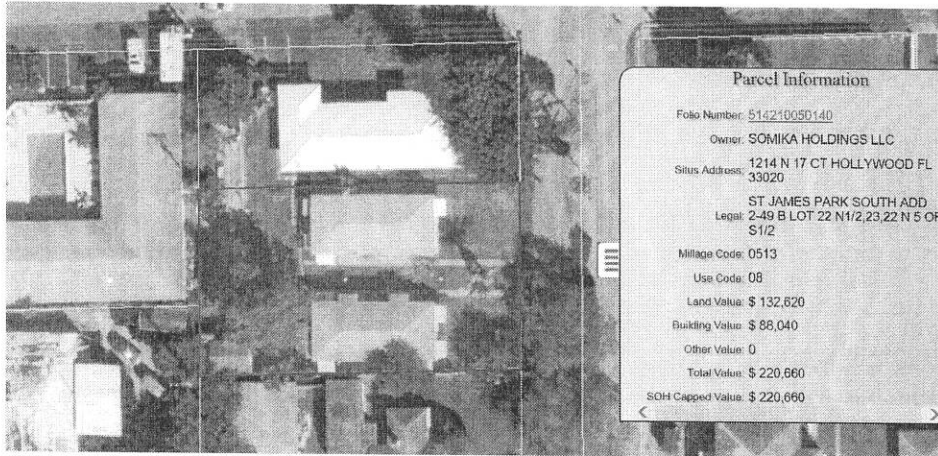 Parcel Information
Folio Number: 514210050140
Owner: SOMIKA HOLDINGS LLC
Situs Address: 1214 N 17 CT HOLLYWOOD FL
33020
Legal: ST JAMES PARK SOUTH ADD
2-49 B LOT 22 N1/2,23,22 N 5 OF
S1/2
Millage Code: 0513
Use Code: 08
Land Value: $ 132,620
Building Value: $ 88,040
Other Value: 0
Total Value: $ 220,660
SOH Capped Value: $ 220,660